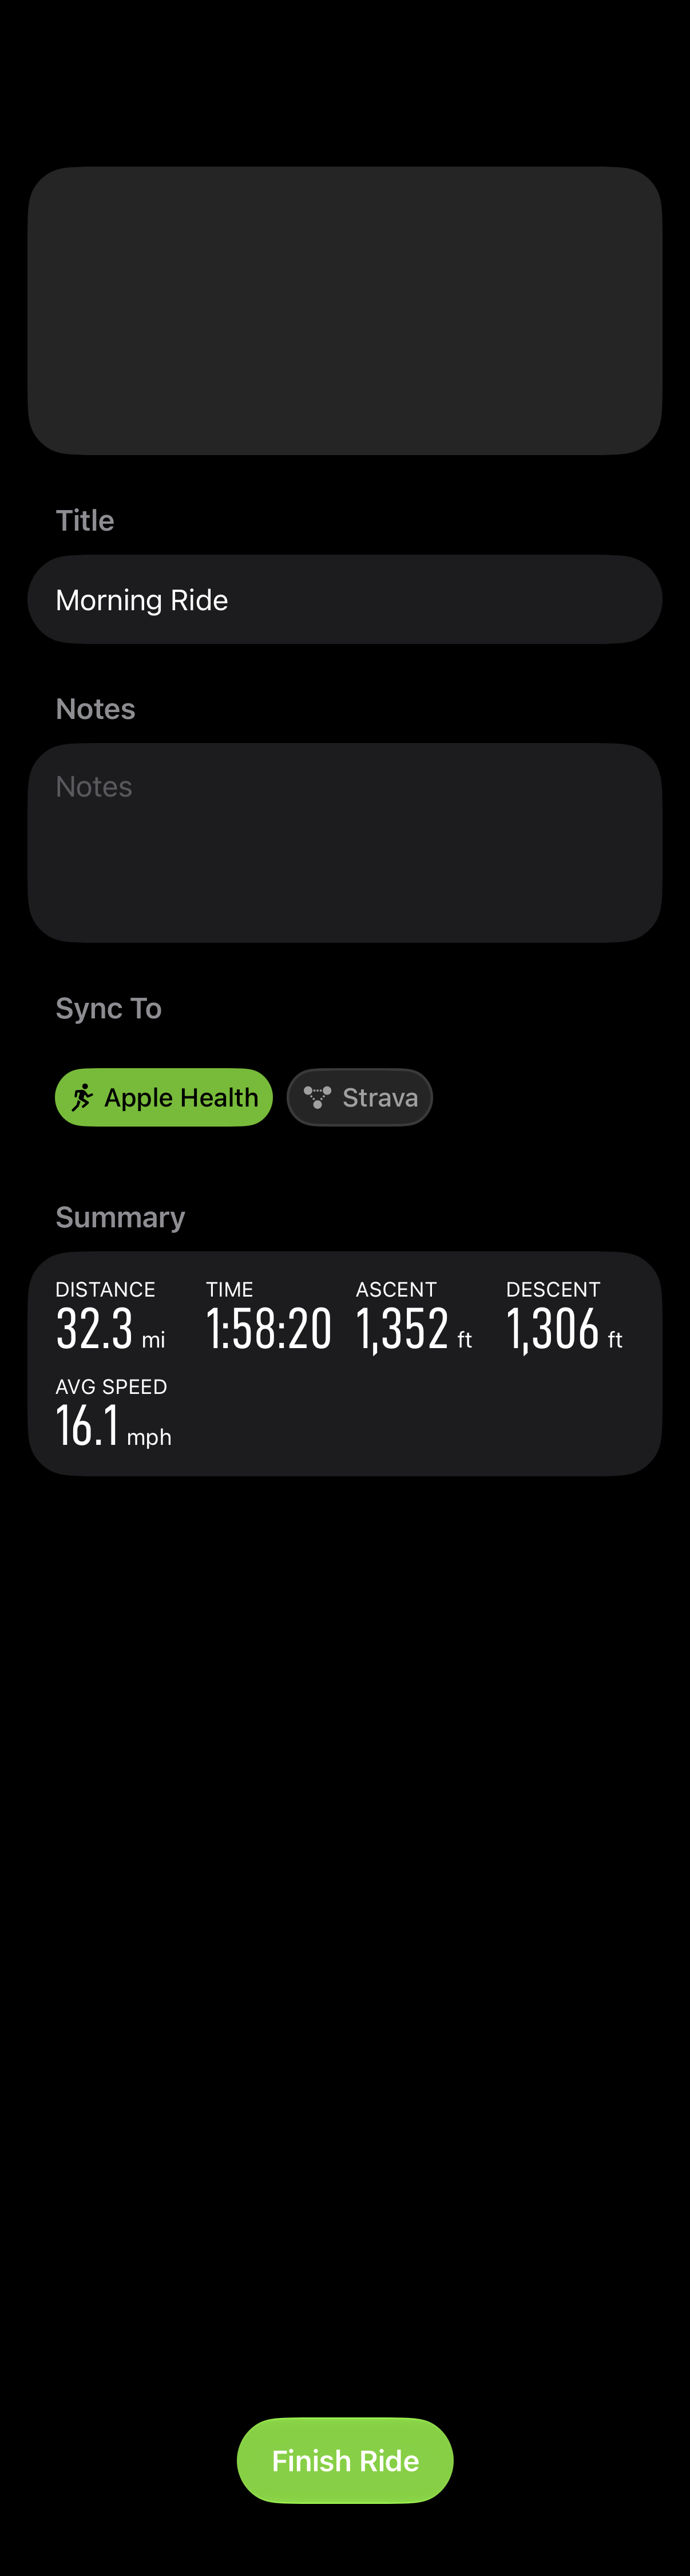 Title
Morning Ride
Notes
Notes
Sync To
Apple Health Strava
Summary
DISTANCE TIME ASCENT DESCENT
32.3 mi 1:58:20 1,352 ft 1,306 ft
AVG SPEED
16.1 mph
Finish Ride